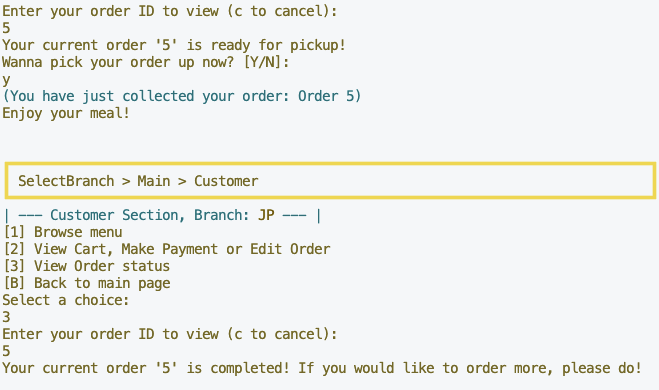 Enter your order ID to view (c to cancel):
5
Your current order '5' is ready for pickup!
Wanna pick your order up now? [Y/N]:
y
(You have just collected your order: Order 5)
Enjoy your meal!
SelectBranch > Main > Customer
| --- Customer Section, Branch: JP --- |
[1] Browse menu
[2] View Cart, Make Payment or Edit Order
[3] View Order status
[B] Back to main page
Select a choice:
3
Enter your order ID to view (c to cancel):
5
Your current order '5' is completed! If you would like to order more, please do!